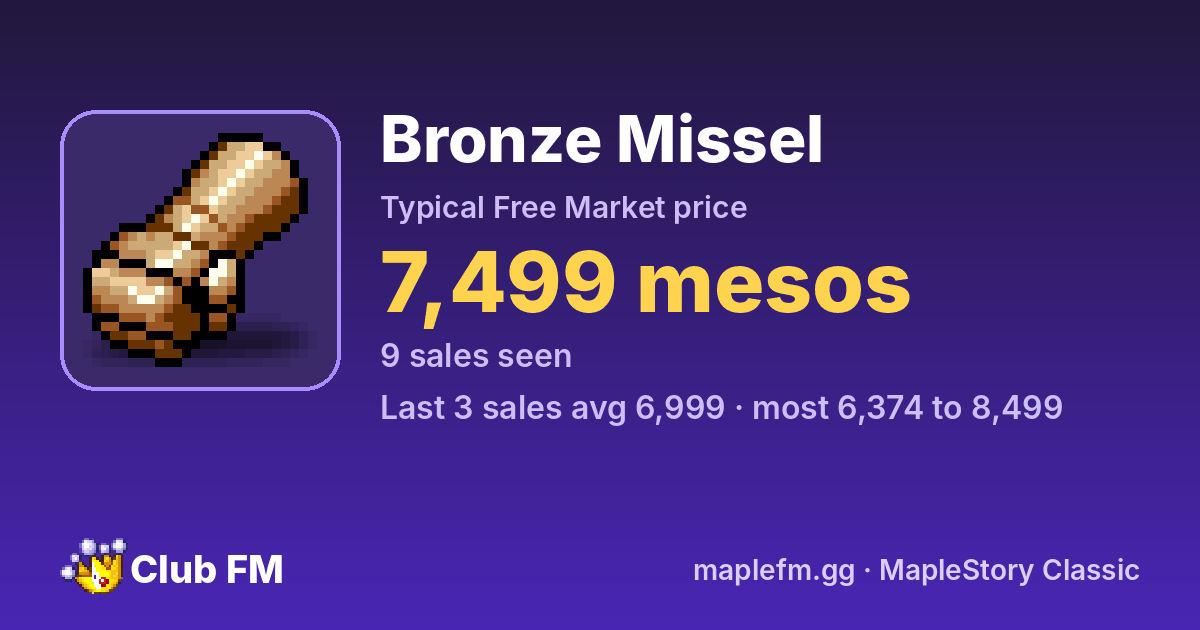 Bronze Missel
Typical Free Market price
7,499 mesos
9 sales seen
Last 3 sales avg 6,999 · most 6,374 to 8,499
Club FM
maplefm.gg · MapleStory Classic